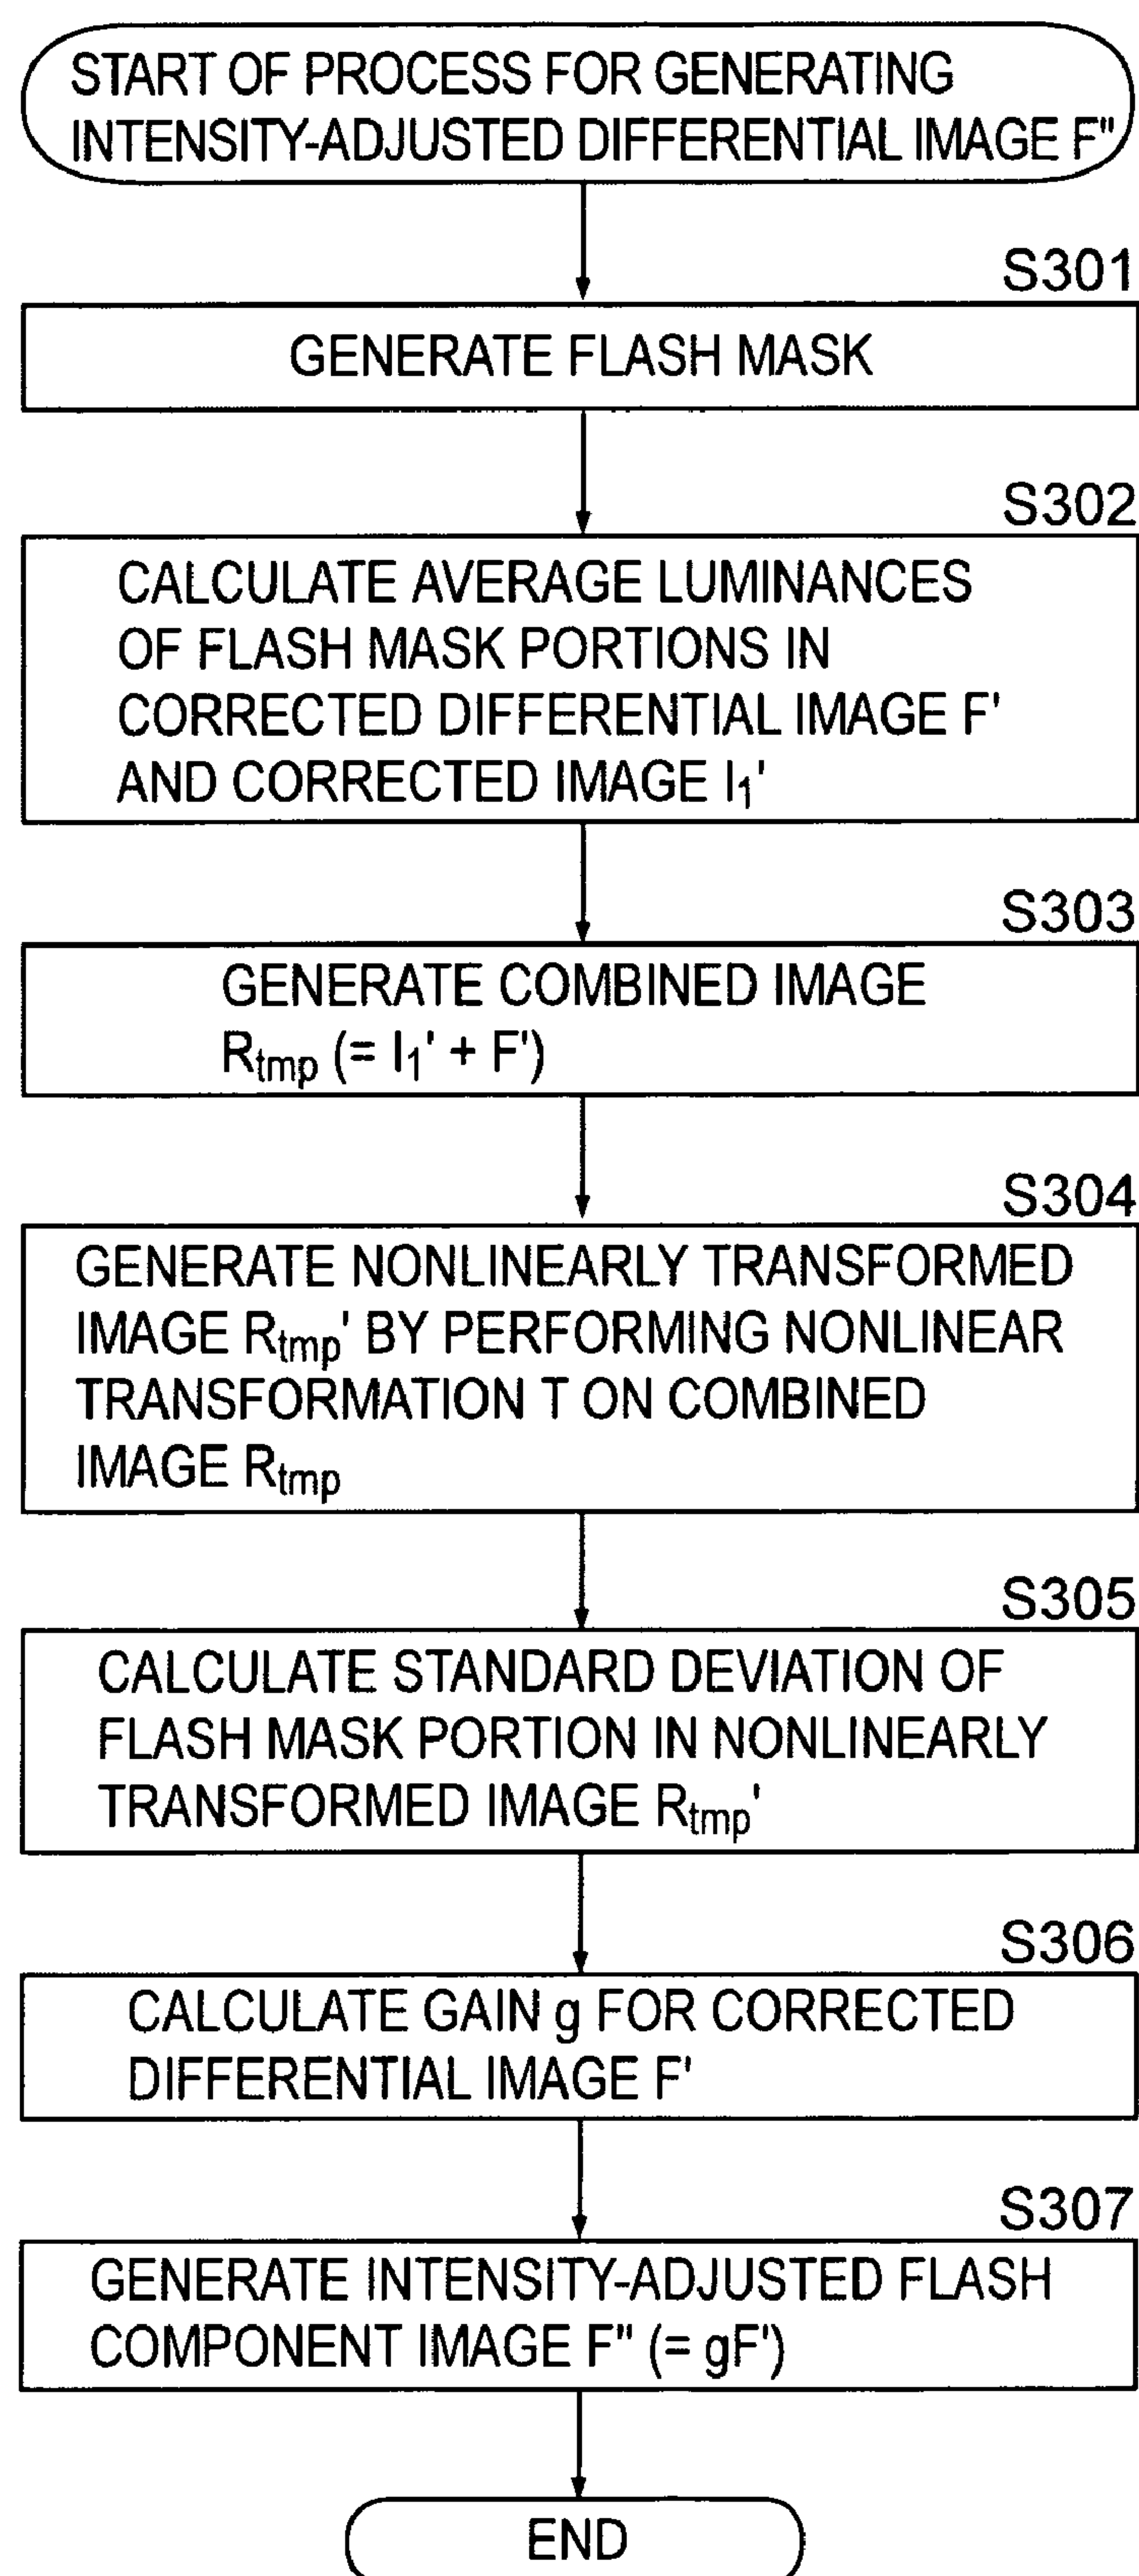 START OF PROCESS FOR GENERATING
INTENSITY-ADJUSTED DIFFERENTIAL IMAGE F"
S301
GENERATE FLASH MASK
S302
CALCULATE AVERAGE LUMINANCES
OF FLASH MASK PORTIONS IN
CORRECTED DIFFERENTIAL IMAGE F'
AND CORRECTED IMAGE I1'
S303
GENERATE COMBINED IMAGE
Rtmp (= I1' + F')
S304
GENERATE NONLINEARLY TRANSFORMED
IMAGE Rtmp' BY PERFORMING NONLINEAR
TRANSFORMATION T ON COMBINED
IMAGE Rtmp
S305
CALCULATE STANDARD DEVIATION OF
FLASH MASK PORTION IN NONLINEARLY
TRANSFORMED IMAGE Rtmp'
S306
CALCULATE GAIN g FOR CORRECTED
DIFFERENTIAL IMAGE F'
S307
GENERATE INTENSITY-ADJUSTED FLASH
COMPONENT IMAGE F" (= gF')
END